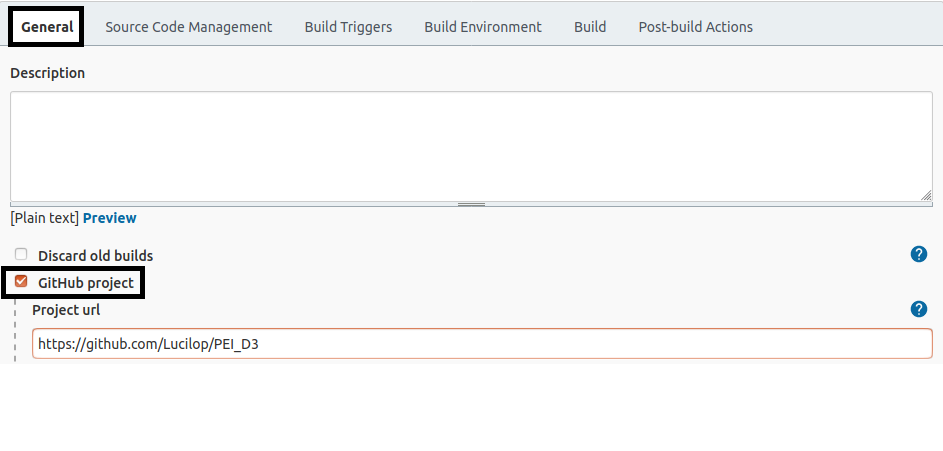 General Source Code Management Build Triggers Build Environment Build Post-build Actions
Description
[Plain text] Preview
Discard old builds ?
GitHub project
Project url ?
https://github.com/Lucilop/PEI_D3